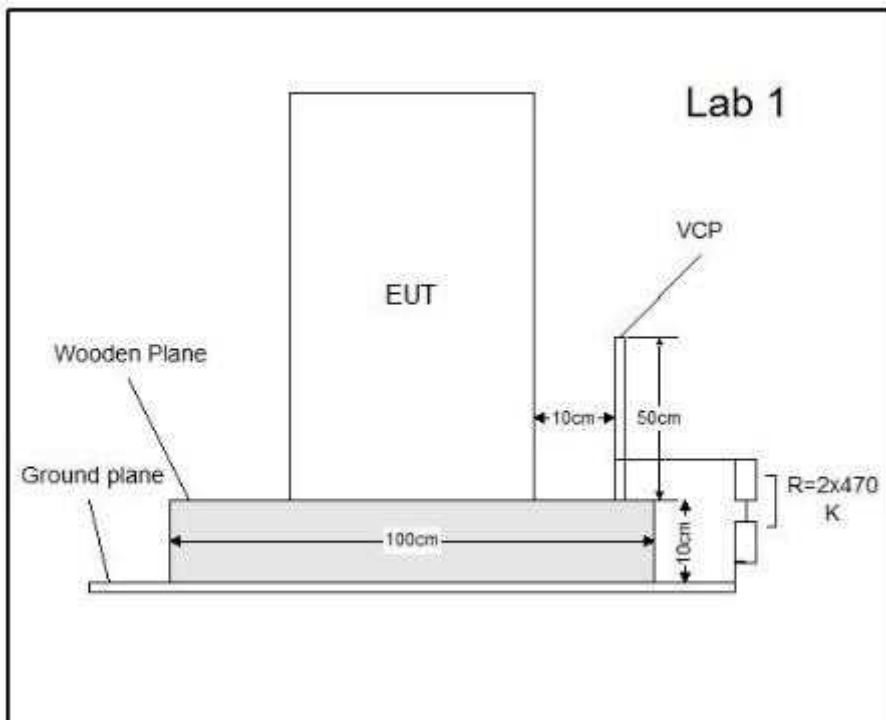 Lab 1
VCP
EUT
Wooden Plane
10cm
50cm
Ground plane
R=2x470
K
100cm
10cm